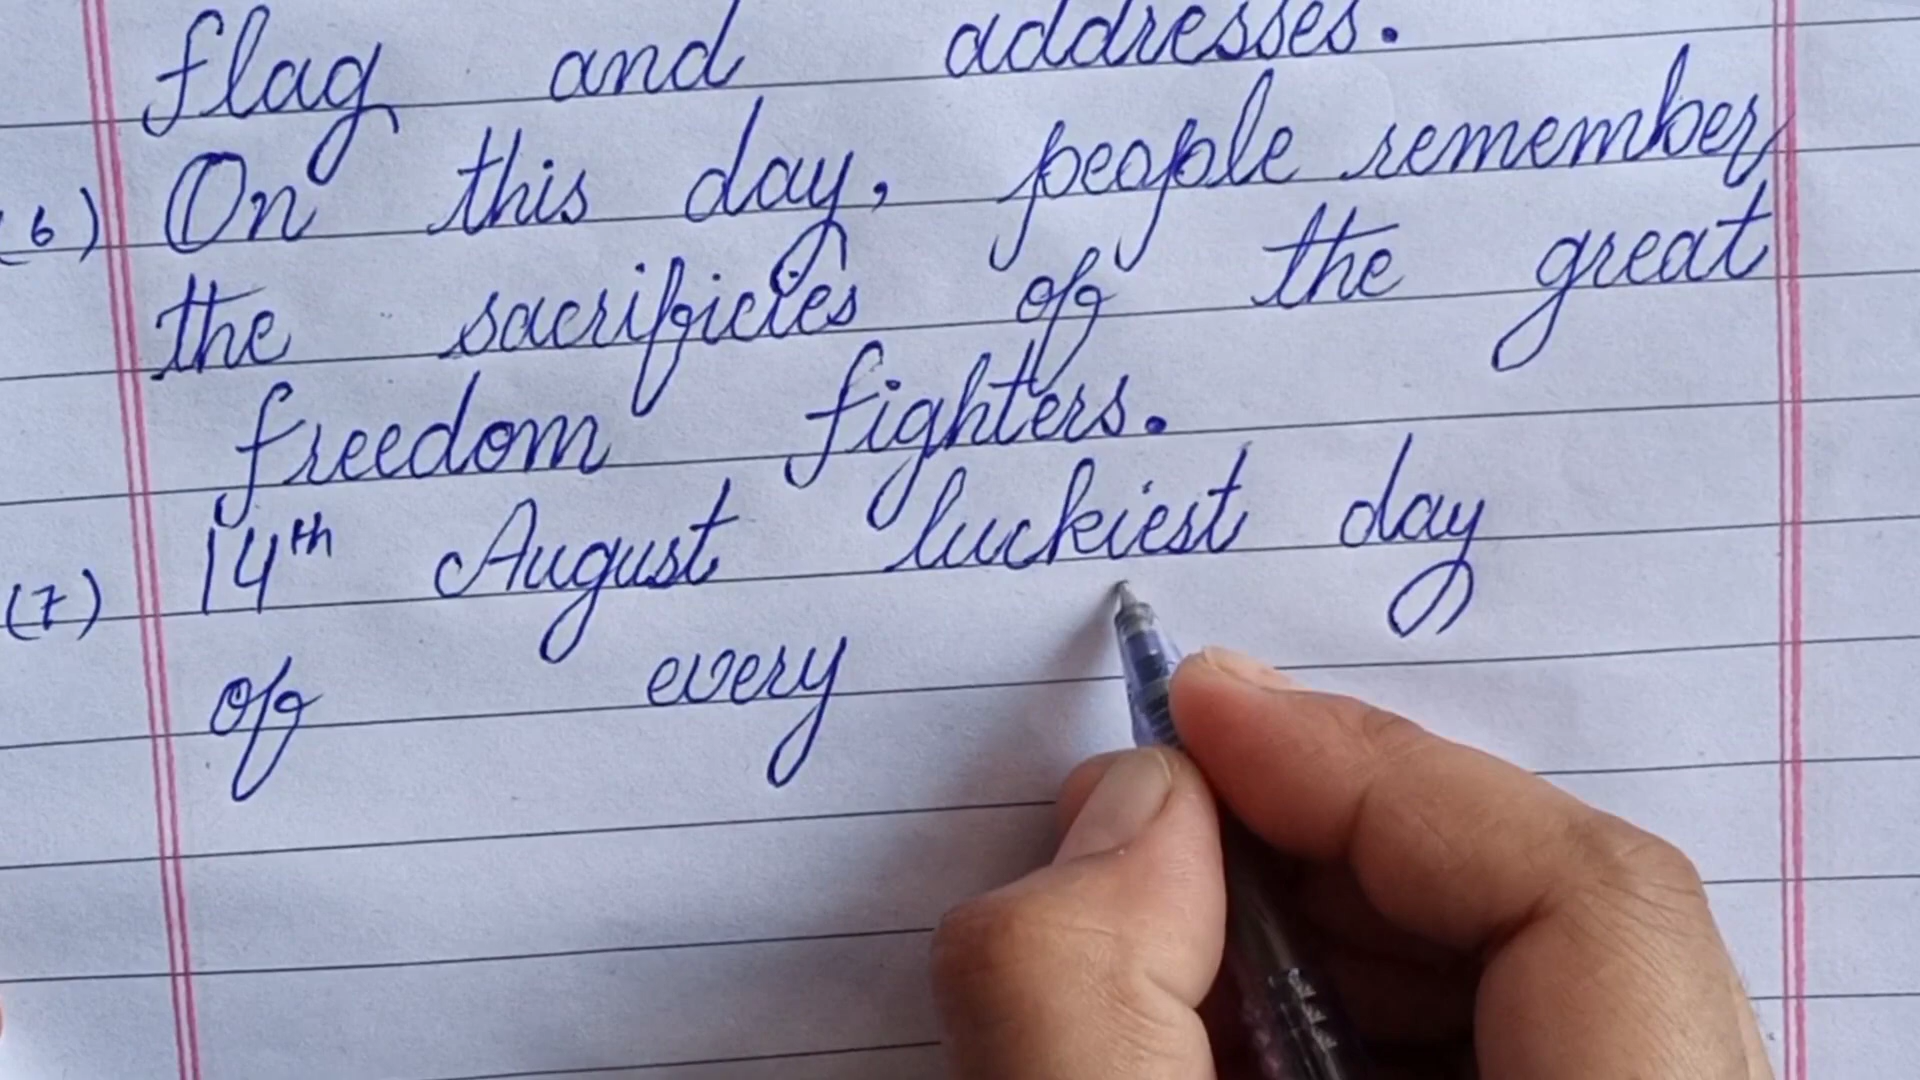 flag and addresses.
(6) On this day, people remember
the sacrificies of the great
freedom fighters.
(7) 14th August luckiest day
of every